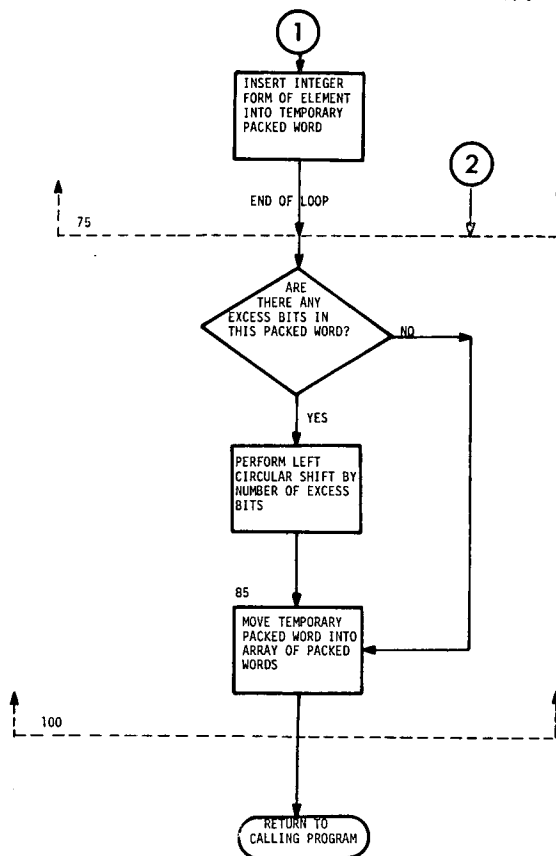 1
INSERT INTEGER
FORM OF ELEMENT
INTO TEMPORARY
PACKED WORD
2
END OF LOOP
75
ARE
THERE ANY
EXCESS BITS IN
THIS PACKED WORD?
NO
YES
PERFORM LEFT
CIRCULAR SHIFT BY
NUMBER OF EXCESS
BITS
85
MOVE TEMPORARY
PACKED WORD INTO
ARRAY OF PACKED
WORDS
100
RETURN TO
CALLING PROGRAM